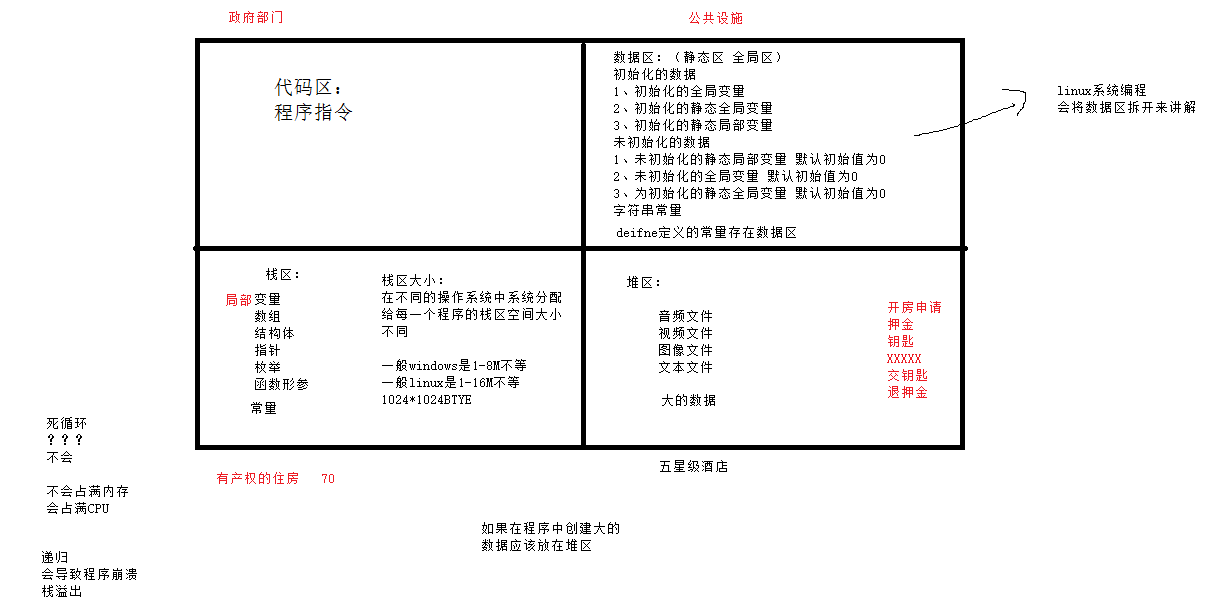 政府部门
公共设施
代码区：
程序指令
数据区：（静态区 全局区）
初始化的数据
1、初始化的全局变量
2、初始化的静态全局变量
3、初始化的静态局部变量
未初始化的数据
1、未初始化的静态局部变量 默认初始值为0
2、未初始化的全局变量 默认初始值为0
3、为初始化的静态全局变量 默认初始值为0
字符串常量
deifne定义的常量存在数据区
linux系统编程
会将数据区拆开来讲解
栈区：
局部变量
数组
结构体
指针
枚举
函数形参
常量
栈区大小：
在不同的操作系统中系统分配
给每一个程序的栈区空间大小
不同
一般windows是1-8M不等
一般linux是1-16M不等
1024*1024BTYE
堆区：
音频文件
视频文件
图像文件
文本文件
大的数据
开房申请
押金
钥匙
XXXXX
交钥匙
退押金
死循环
？？？
不会
不会占满内存
会占满CPU
有产权的住房 70
五星级酒店
如果在程序中创建大的
数据应该放在堆区
递归
会导致程序崩溃
栈溢出